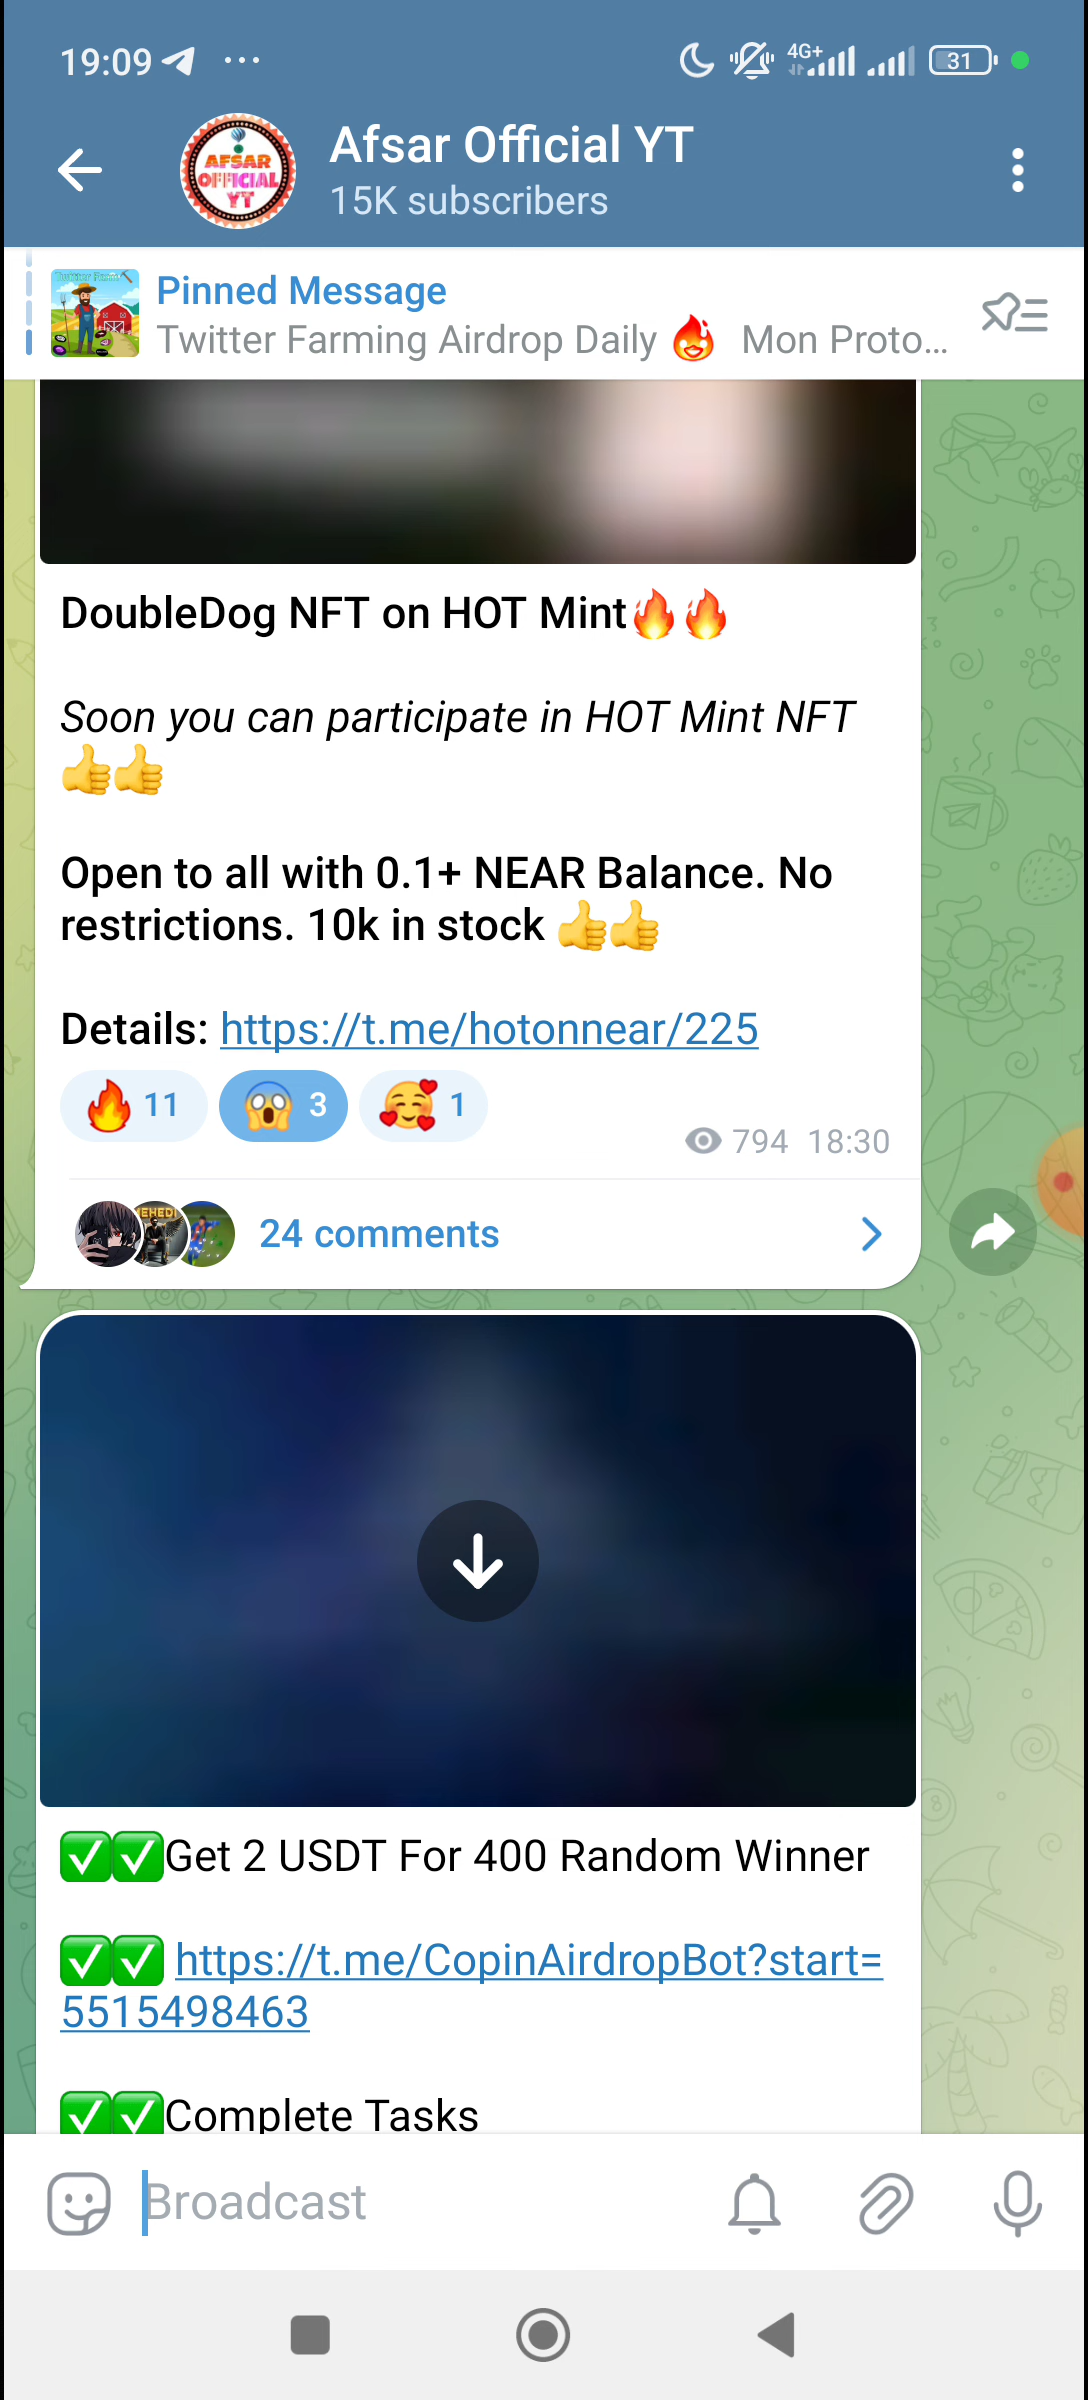 19:09
4G+
31
AFSAR
OFFICIAL
YT
Afsar Official YT
15K subscribers
Pinned Message
Twitter Farming Airdrop Daily 🔥 Mon Proto...
DoubleDog NFT on HOT Mint🔥🔥
Soon you can participate in HOT Mint NFT
👍👍
Open to all with 0.1+ NEAR Balance. No
restrictions. 10k in stock 👍👍
Details: https://t.me/hotonnear/225
🔥 11 😱 3 🥰 1
794 18:30
24 comments
✅✅Get 2 USDT For 400 Random Winner
✅✅ https://t.me/CopinAirdropBot?start=
5515498463
✅✅Complete Tasks
Broadcast